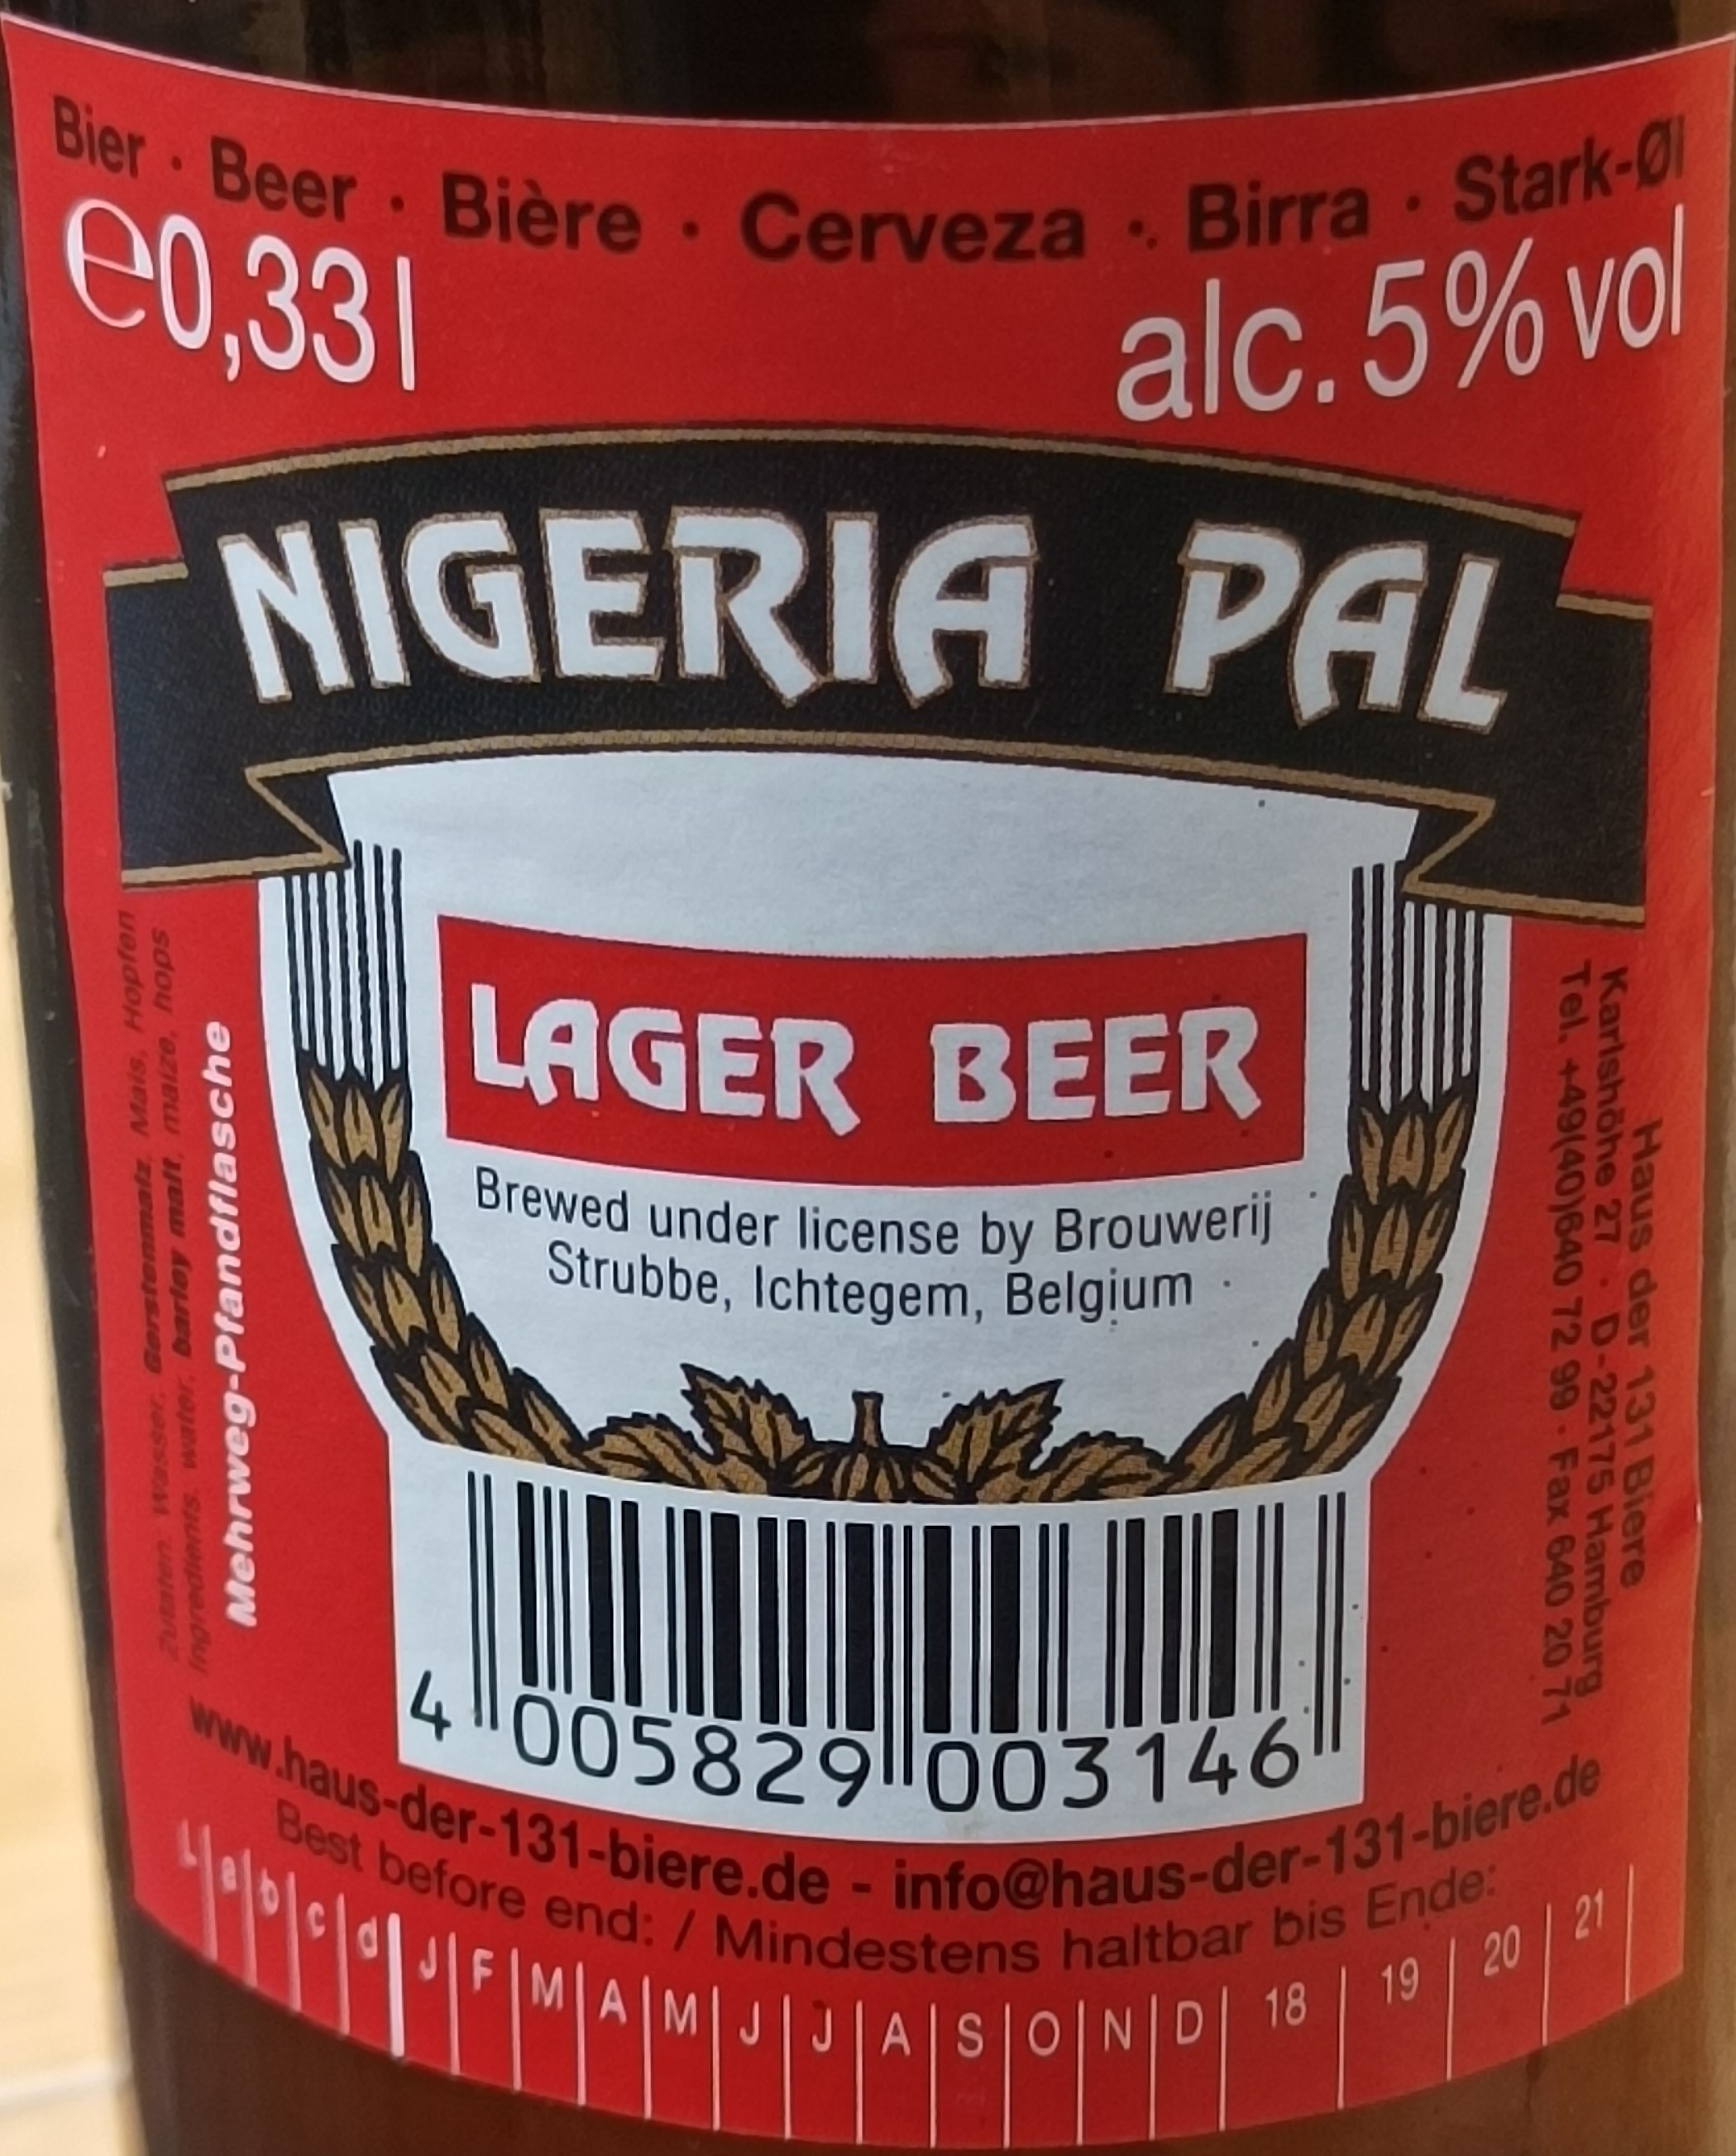 Bier · Beer · Bière · Cerveza · Birra · Stark-Øl
e0,33 l
alc. 5% vol
NIGERIA PAL
LAGER BEER
Brewed under license by Brouwerij
Strubbe, Ichtegem, Belgium
Zutaten: Wasser, Gerstenmalz, Mais, Hopfen
Ingredients: water, barley malt, maize, hops
Mehrweg-Pfandflasche
Haus der 131 Biere
Karlshöhe 27 · D-22175 Hamburg
Tel. +49(40)640 72 99 · Fax 640 20 71
4 005829 003146
www.haus-der-131-biere.de - info@haus-der-131-biere.de
Best before end: / Mindestens haltbar bis Ende:
L a b c d J F M A M J J A S O N D 18 19 20 21